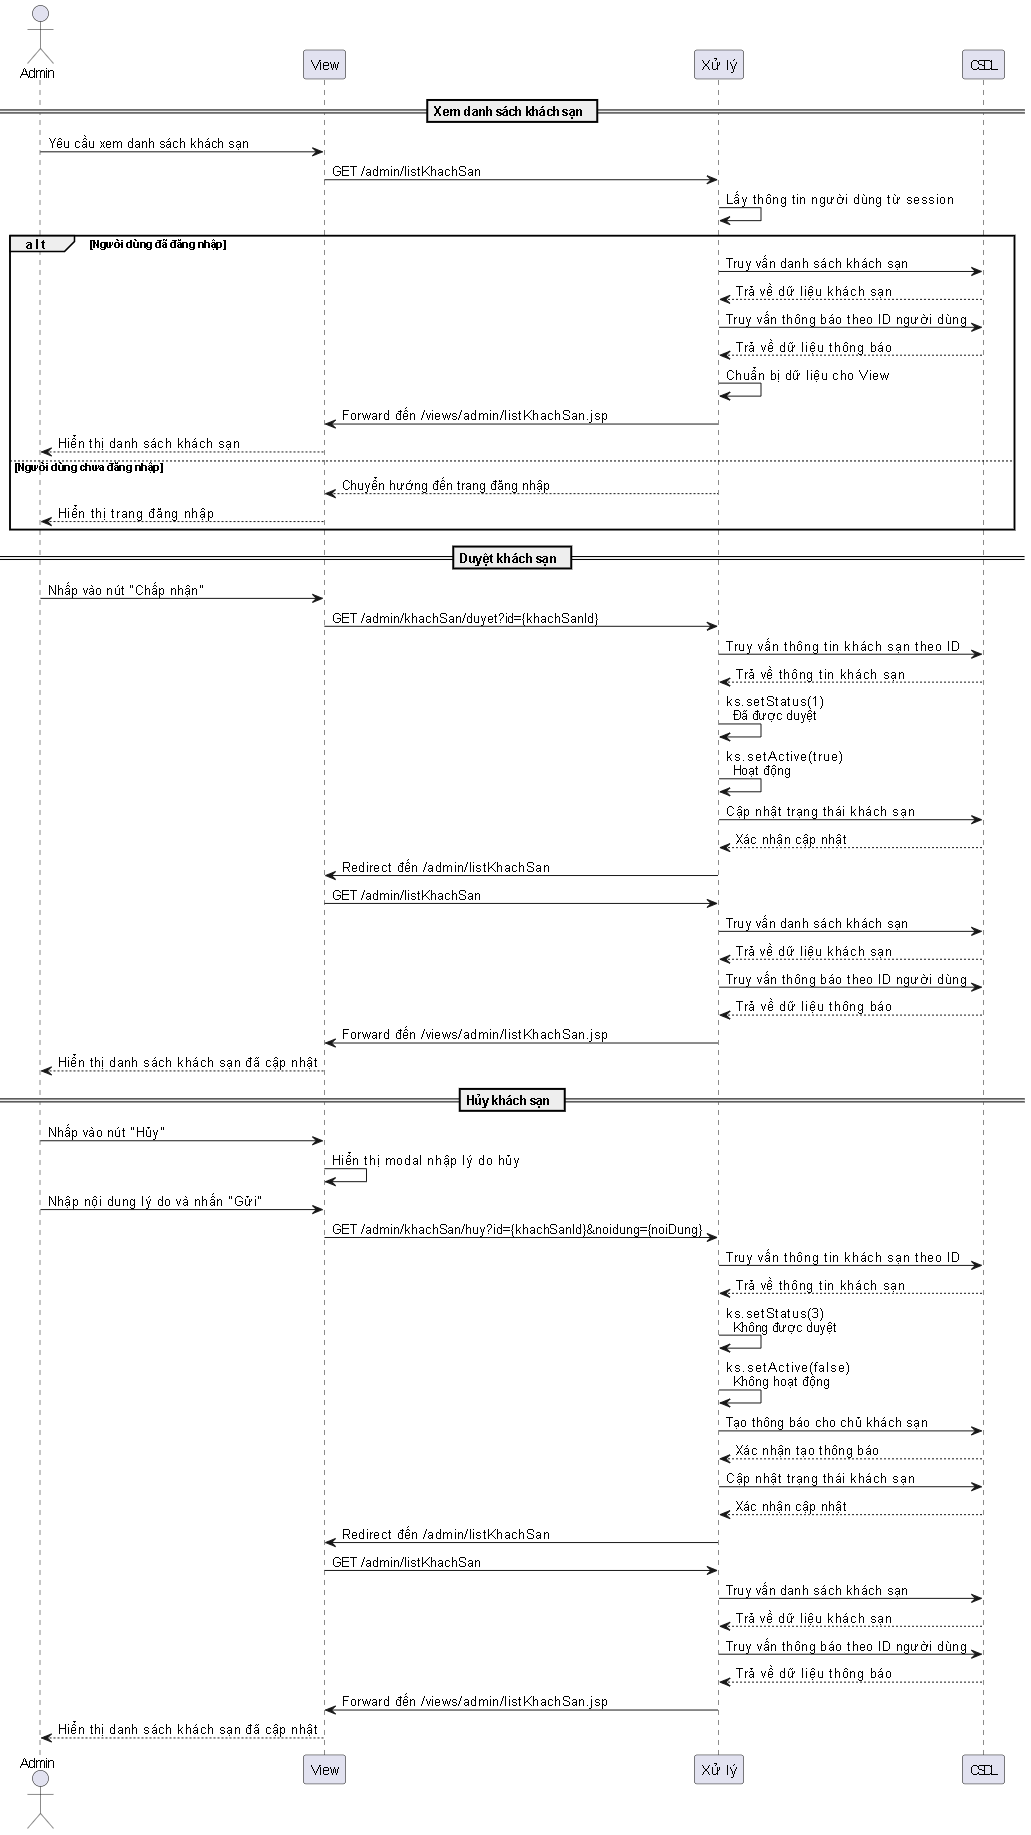 Admin
View
Xử lý
CSDL
Xem danh sách khách sạn
Yêu cầu xem danh sách khách sạn
GET /admin/listKhachSan
Lấy thông tin người dùng từ session
alt [Người dùng đã đăng nhập]
Truy vấn danh sách khách sạn
Trả về dữ liệu khách sạn
Truy vấn thông báo theo ID người dùng
Trả về dữ liệu thông báo
Chuẩn bị dữ liệu cho View
Forward đến /views/admin/listKhachSan.jsp
Hiển thị danh sách khách sạn
[Người dùng chưa đăng nhập]
Chuyển hướng đến trang đăng nhập
Hiển thị trang đăng nhập
Duyệt khách sạn
Nhấp vào nút "Chấp nhận"
GET /admin/khachSan/duyet?id={khachSanId}
Truy vấn thông tin khách sạn theo ID
Trả về thông tin khách sạn
ks.setStatus(1)
Đã được duyệt
ks.setActive(true)
Hoạt động
Cập nhật trạng thái khách sạn
Xác nhận cập nhật
Redirect đến /admin/listKhachSan
GET /admin/listKhachSan
Truy vấn danh sách khách sạn
Trả về dữ liệu khách sạn
Truy vấn thông báo theo ID người dùng
Trả về dữ liệu thông báo
Forward đến /views/admin/listKhachSan.jsp
Hiển thị danh sách khách sạn đã cập nhật
Hủy khách sạn
Nhấp vào nút "Hủy"
Hiển thị modal nhập lý do hủy
Nhập nội dung lý do và nhấn "Gửi"
GET /admin/khachSan/huy?id={khachSanId}&noidung={noiDung}
Truy vấn thông tin khách sạn theo ID
Trả về thông tin khách sạn
ks.setStatus(3)
Không được duyệt
ks.setActive(false)
Không hoạt động
Tạo thông báo cho chủ khách sạn
Xác nhận tạo thông báo
Cập nhật trạng thái khách sạn
Xác nhận cập nhật
Redirect đến /admin/listKhachSan
GET /admin/listKhachSan
Truy vấn danh sách khách sạn
Trả về dữ liệu khách sạn
Truy vấn thông báo theo ID người dùng
Trả về dữ liệu thông báo
Forward đến /views/admin/listKhachSan.jsp
Hiển thị danh sách khách sạn đã cập nhật
Admin
View
Xử lý
CSDL